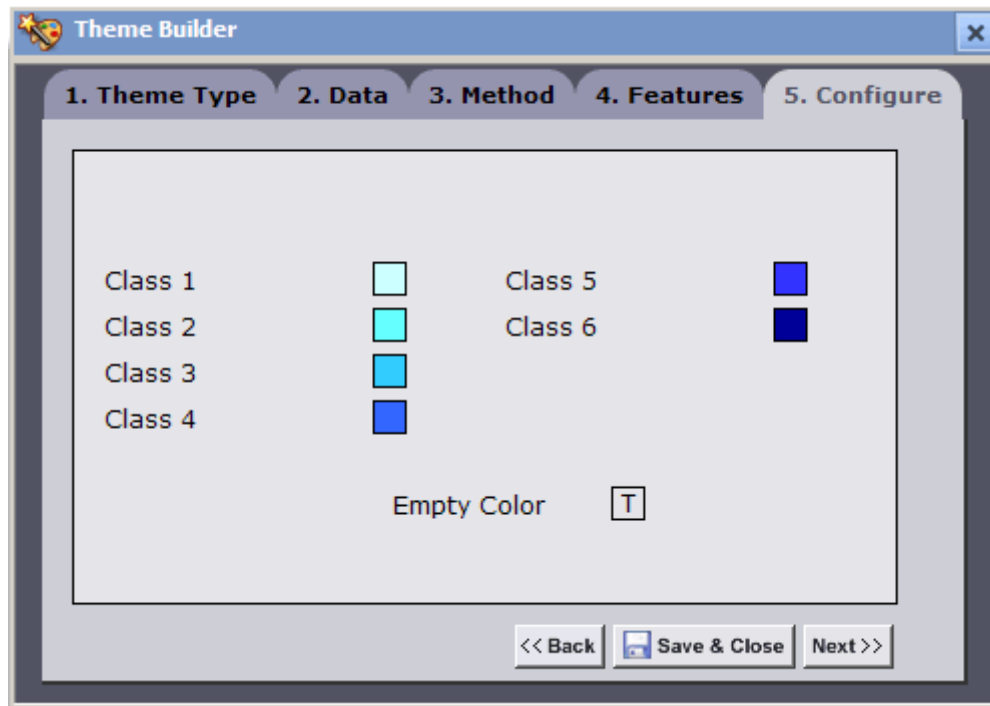 Theme Builder
1. Theme Type 2. Data 3. Method 4. Features 5. Configure
Class 1
Class 2
Class 3
Class 4
Class 5
Class 6
Empty Color T
<< Back Save & Close Next >>